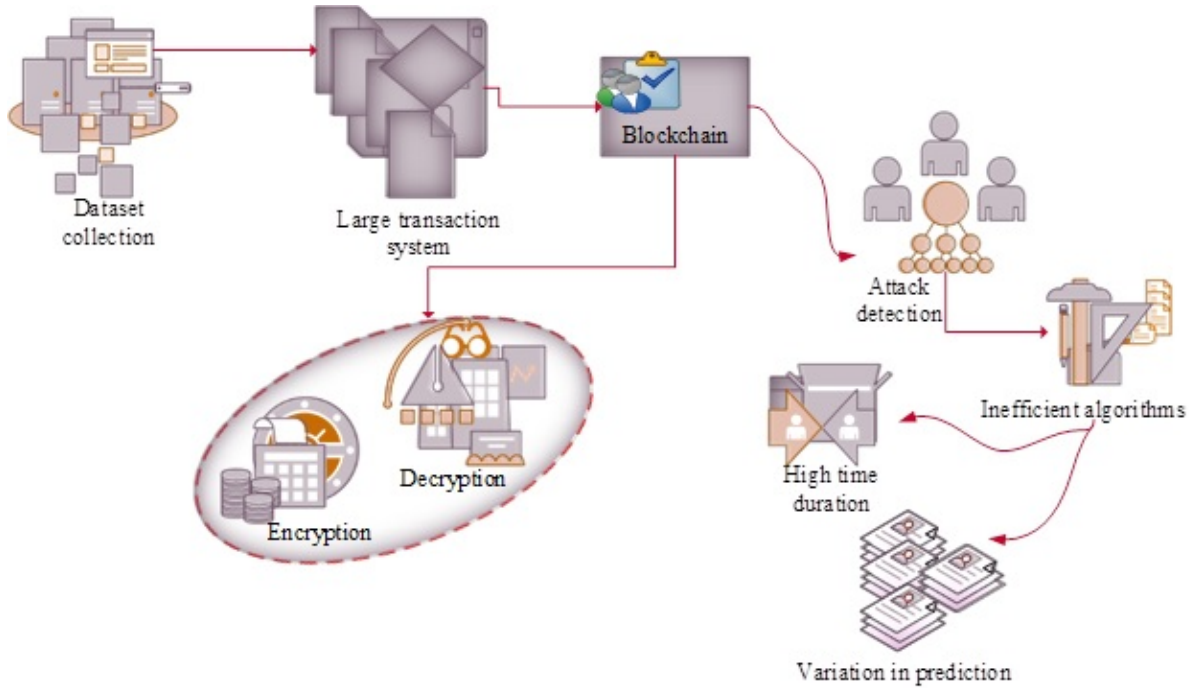 Blockchain
Dataset
collection
Large transaction
system
Attack
detection
Inefficient algorithms
High time
duration
Decryption
Encryption
Variation in prediction